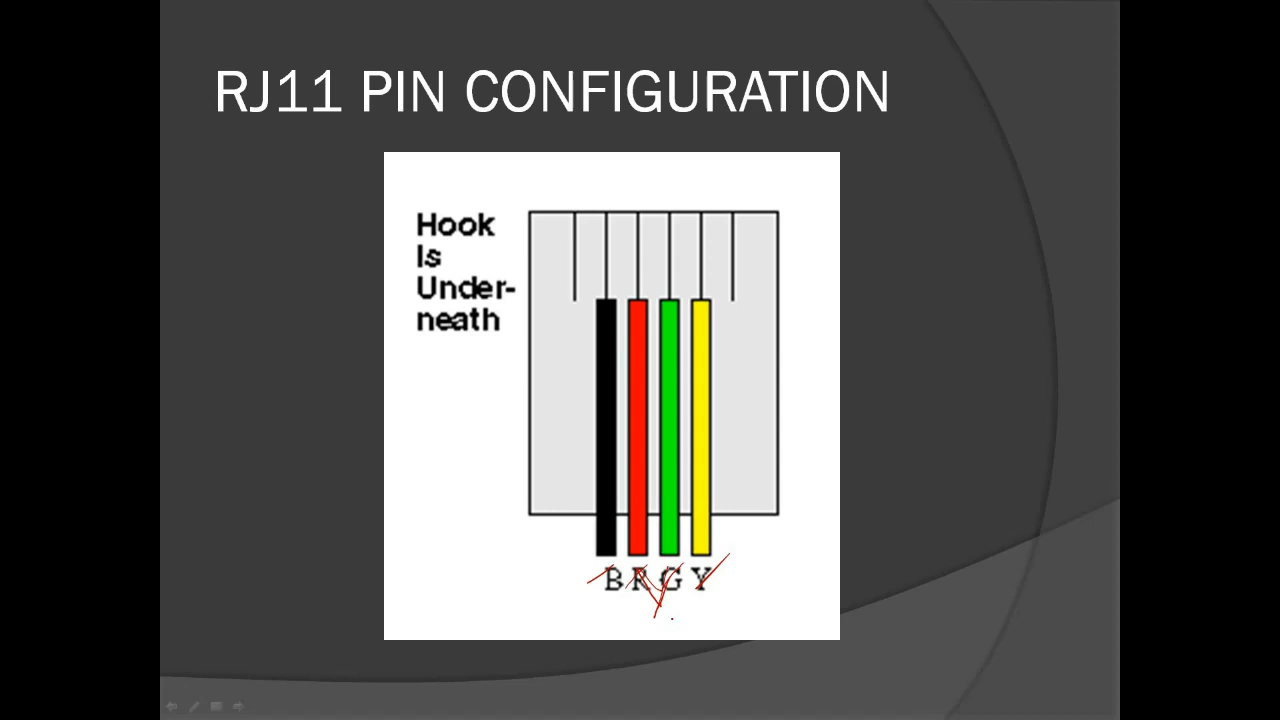 RJ11 PIN CONFIGURATION
Hook
Is
Under-
neath
B R G Y